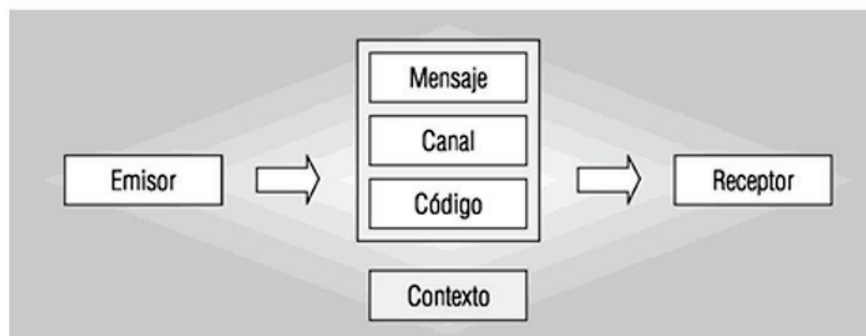 Emisor
Mensaje
Canal
Código
Receptor
Contexto